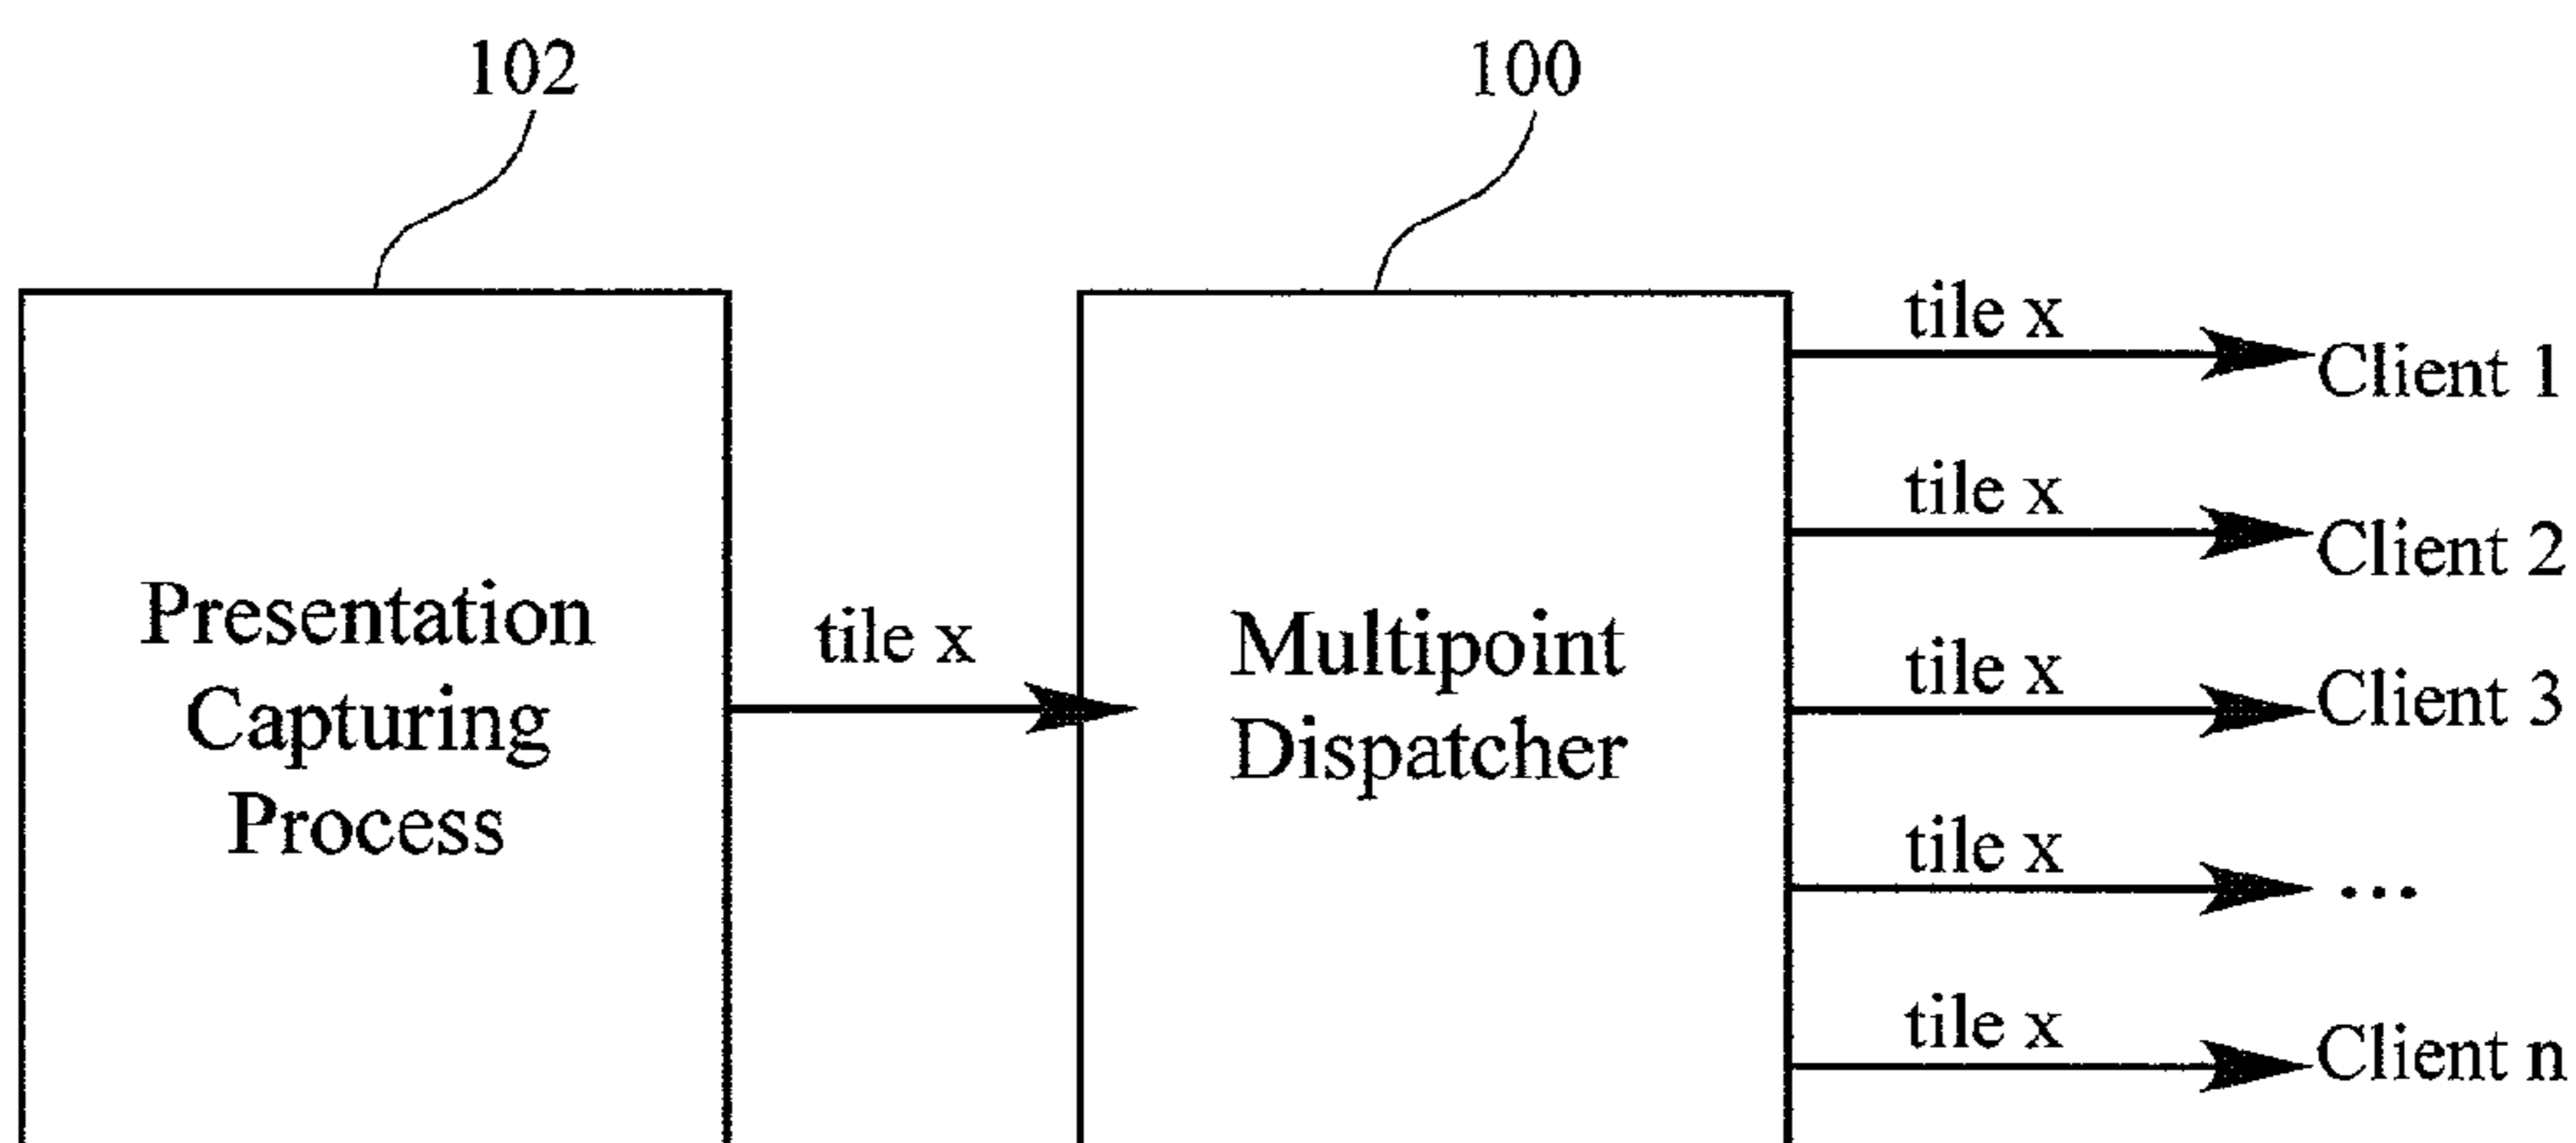 102
100
Presentation
Capturing
Process
tile x
Multipoint
Dispatcher
tile x
Client 1
tile x
Client 2
tile x
Client 3
tile x
...
tile x
Client n